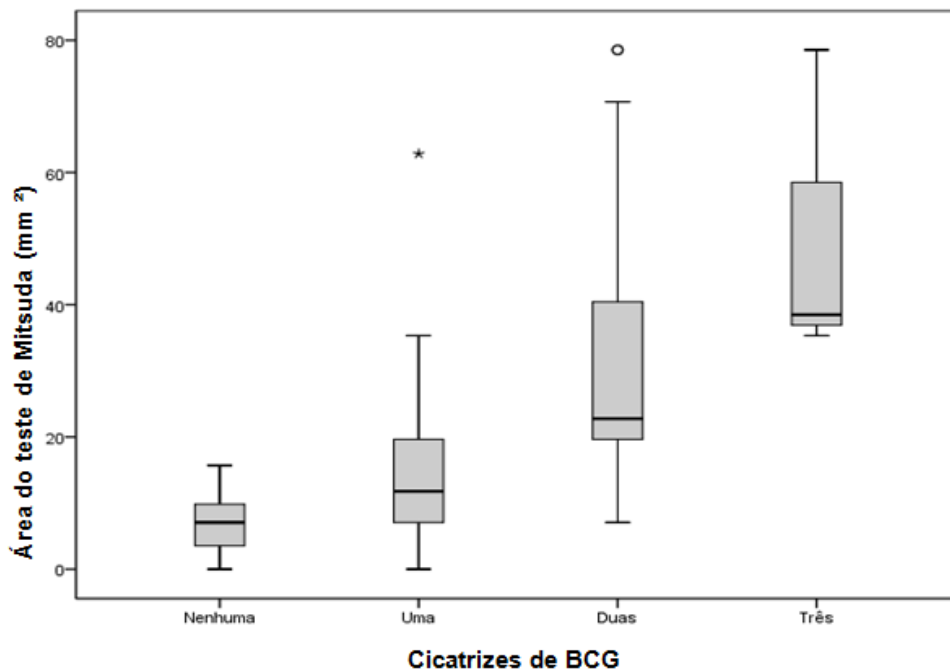 Área do teste de Mitsuda (mm ²)
80
60
40
20
0
Nenhuma Uma Duas Três
Cicatrizes de BCG